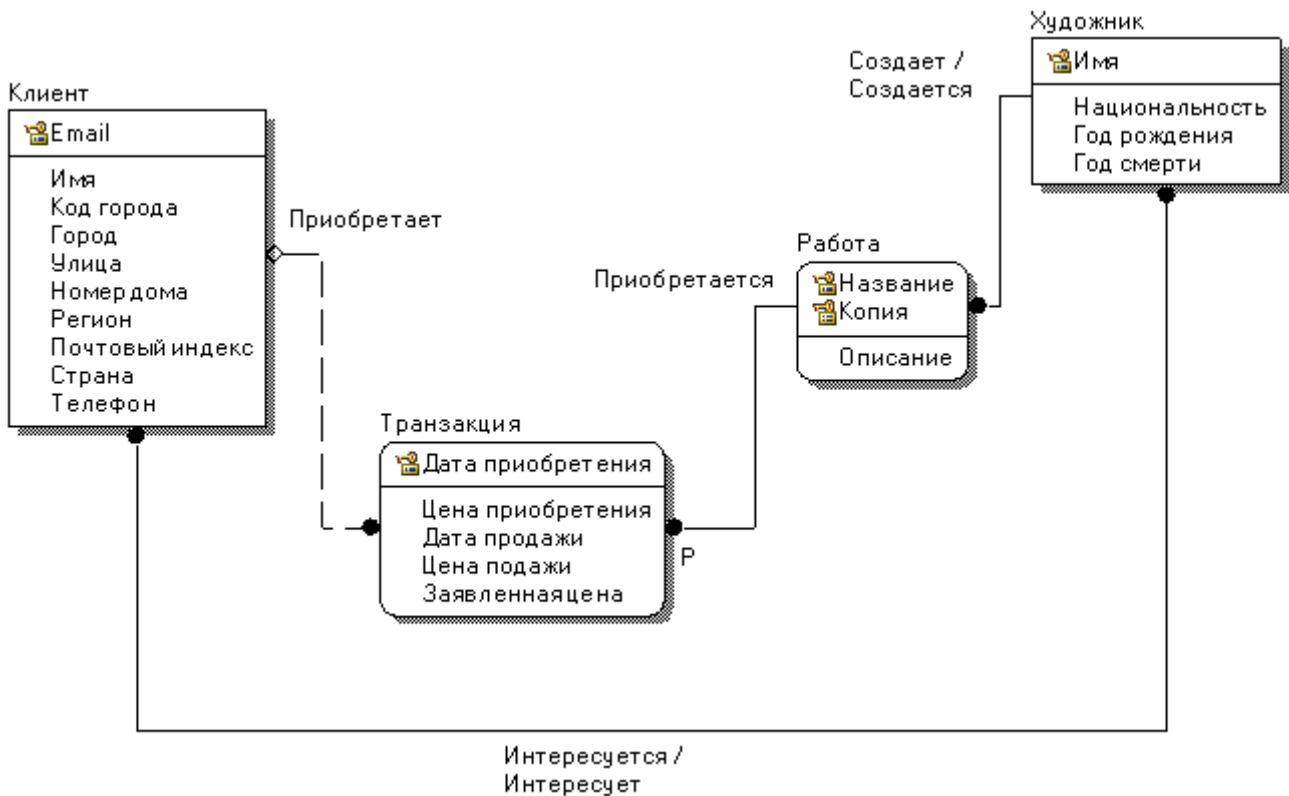 Клиент
Email
Имя
Код города
Город
Улица
Номер дома
Регион
Почтовый индекс
Страна
Телефон
Приобретает
Транзакция
Дата приобретения
Цена приобретения
Дата продажи
Цена подажи
Заявленная цена
P
Приобретается
Работа
Название
Копия
Описание
Создает /
Создается
Художник
Имя
Национальность
Год рождения
Год смерти
Интересуется /
Интересует